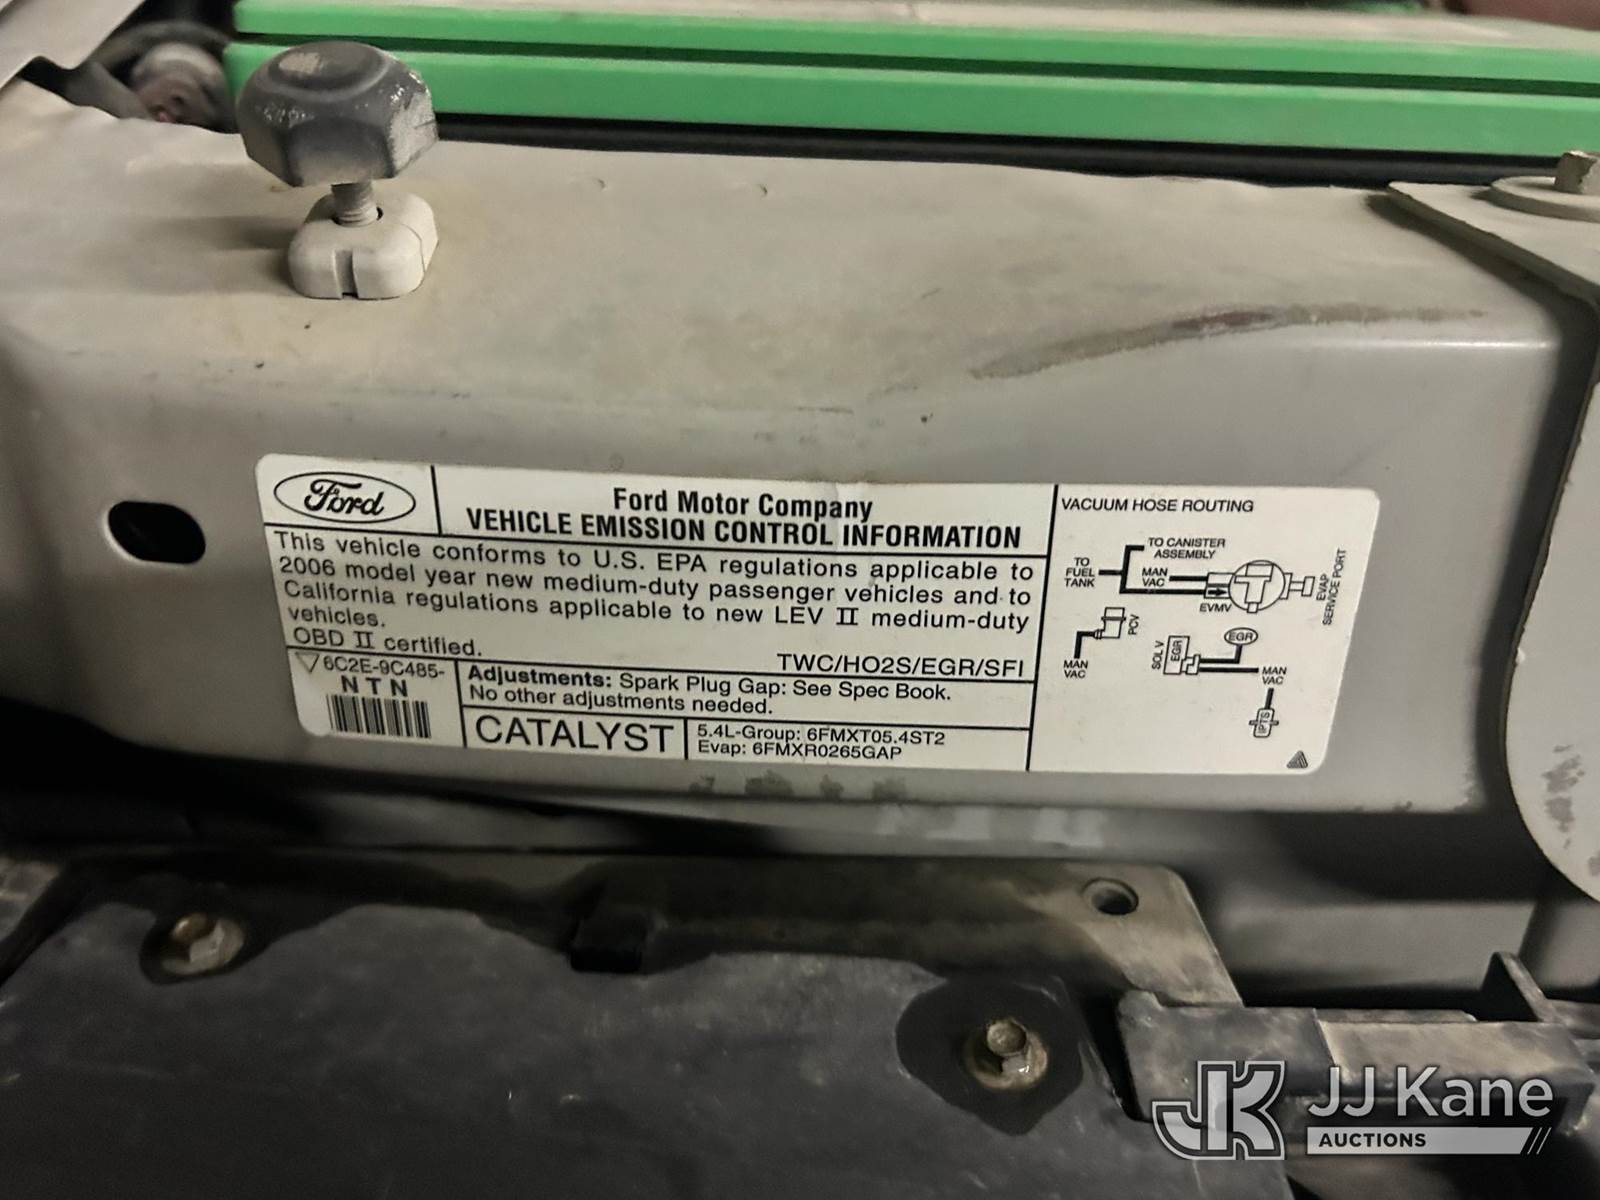 Ford
Ford Motor Company
VEHICLE EMISSION CONTROL INFORMATION
This vehicle conforms to U.S. EPA regulations applicable to
2006 model year new medium-duty passenger vehicles and to
California regulations applicable to new LEV II medium-duty
vehicles.
OBD II certified.
TWC/HO2S/EGR/SFI
6C2E-9C485-
NTN
Adjustments: Spark Plug Gap: See Spec Book.
No other adjustments needed.
CATALYST
5.4L-Group: 6FMXT05.4ST2
Evap: 6FMXR0265GAP
VACUUM HOSE ROUTING
TO CANISTER
ASSEMBLY
TO
FUEL
TANK
MAN
VAC
EVMV
EVAP
SERVICE PORT
PCV
MAN
VAC
SOL V
EGR
EGR
MAN
VAC
IPTS
JK
JJ Kane
AUCTIONS